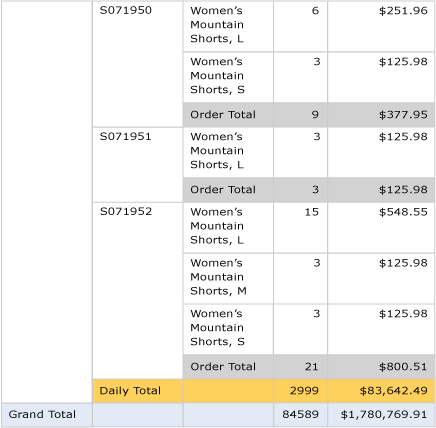 S071950 Women's Mountain Shorts, L 6 $251.96
Women's Mountain Shorts, S 3 $125.98
Order Total 9 $377.95
S071951 Women's Mountain Shorts, L 3 $125.98
Order Total 3 $125.98
S071952 Women's Mountain Shorts, L 15 $548.55
Women's Mountain Shorts, M 3 $125.98
Women's Mountain Shorts, S 3 $125.98
Order Total 21 $800.51
Daily Total 2999 $83,642.49
Grand Total 84589 $1,780,769.91